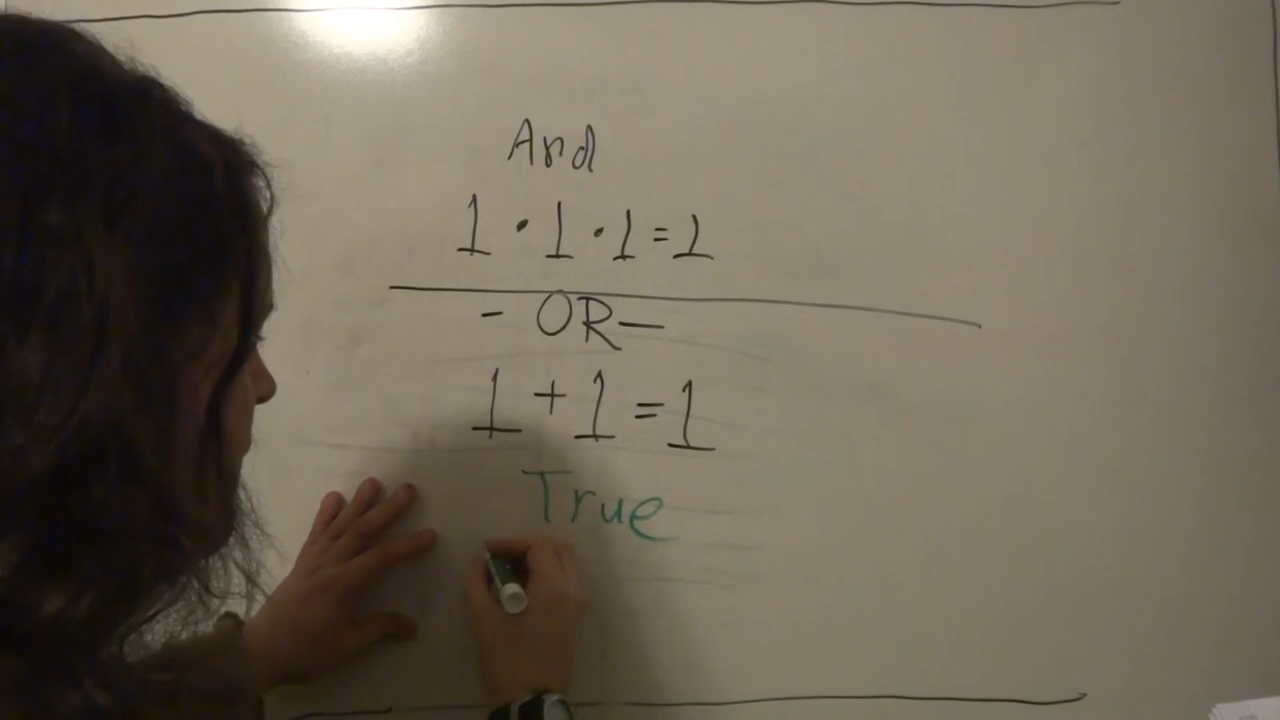 And
1 · 1 · 1 = 1
- OR —
1 + 1 = 1
True